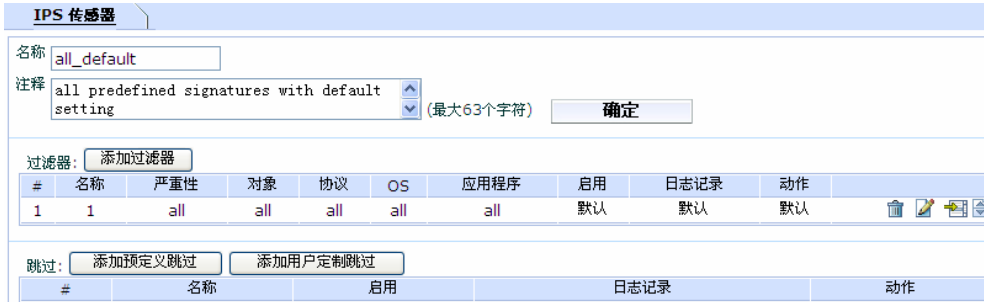 IPS 传感器
名称 all_default
注释 all predefined signatures with default
setting
(最大63个字符) 确定
过滤器: 添加过滤器
# 名称 严重性 对象 协议 OS 应用程序 启用 日志记录 动作
1 1 all all all all all 默认 默认 默认
跳过: 添加预定义跳过 添加用户定制跳过
# 名称 启用 日志记录 动作